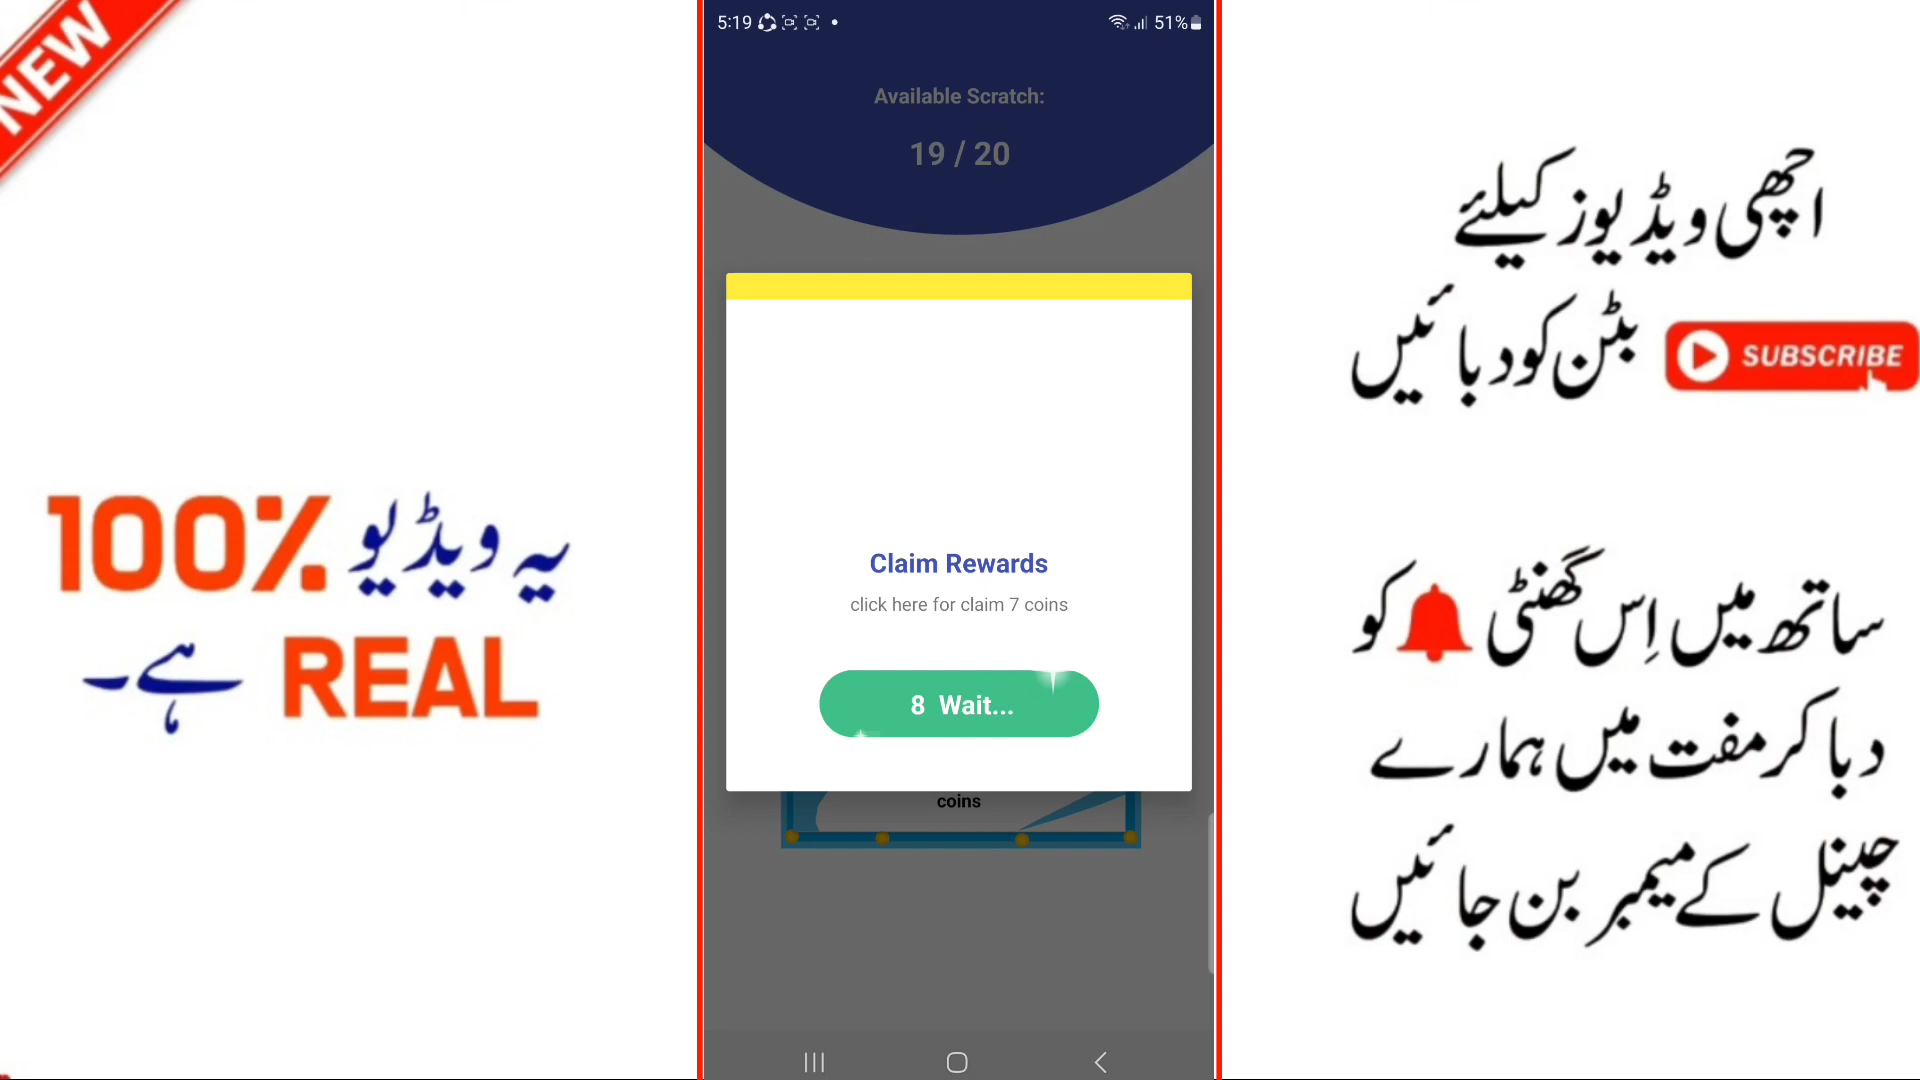 NEW
یہ ویڈیو 100%
REAL ہے۔
5:19
51%
Available Scratch:
19 / 20
Claim Rewards
click here for claim 7 coins
8 Wait...
coins
اچھی ویڈیوز کیلئے
SUBSCRIBE بٹن کو دبائیں
ساتھ میں اِس گھنٹی کو
دبا کر مفت میں ہمارے
چینل کے میمبر بن جائیں